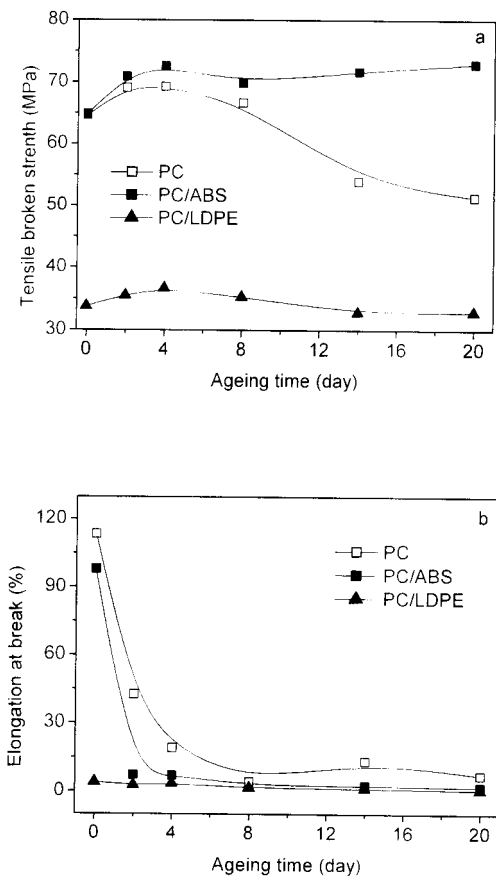 a
80
70
60
50
40
30
Tensile broken strenth (MPa)
PC
PC/ABS
PC/LDPE
0 4 8 12 16 20
Ageing time (day)
b
120
90
60
30
0
Elongation at break (%)
PC
PC/ABS
PC/LDPE
0 4 8 12 16 20
Ageing time (day)